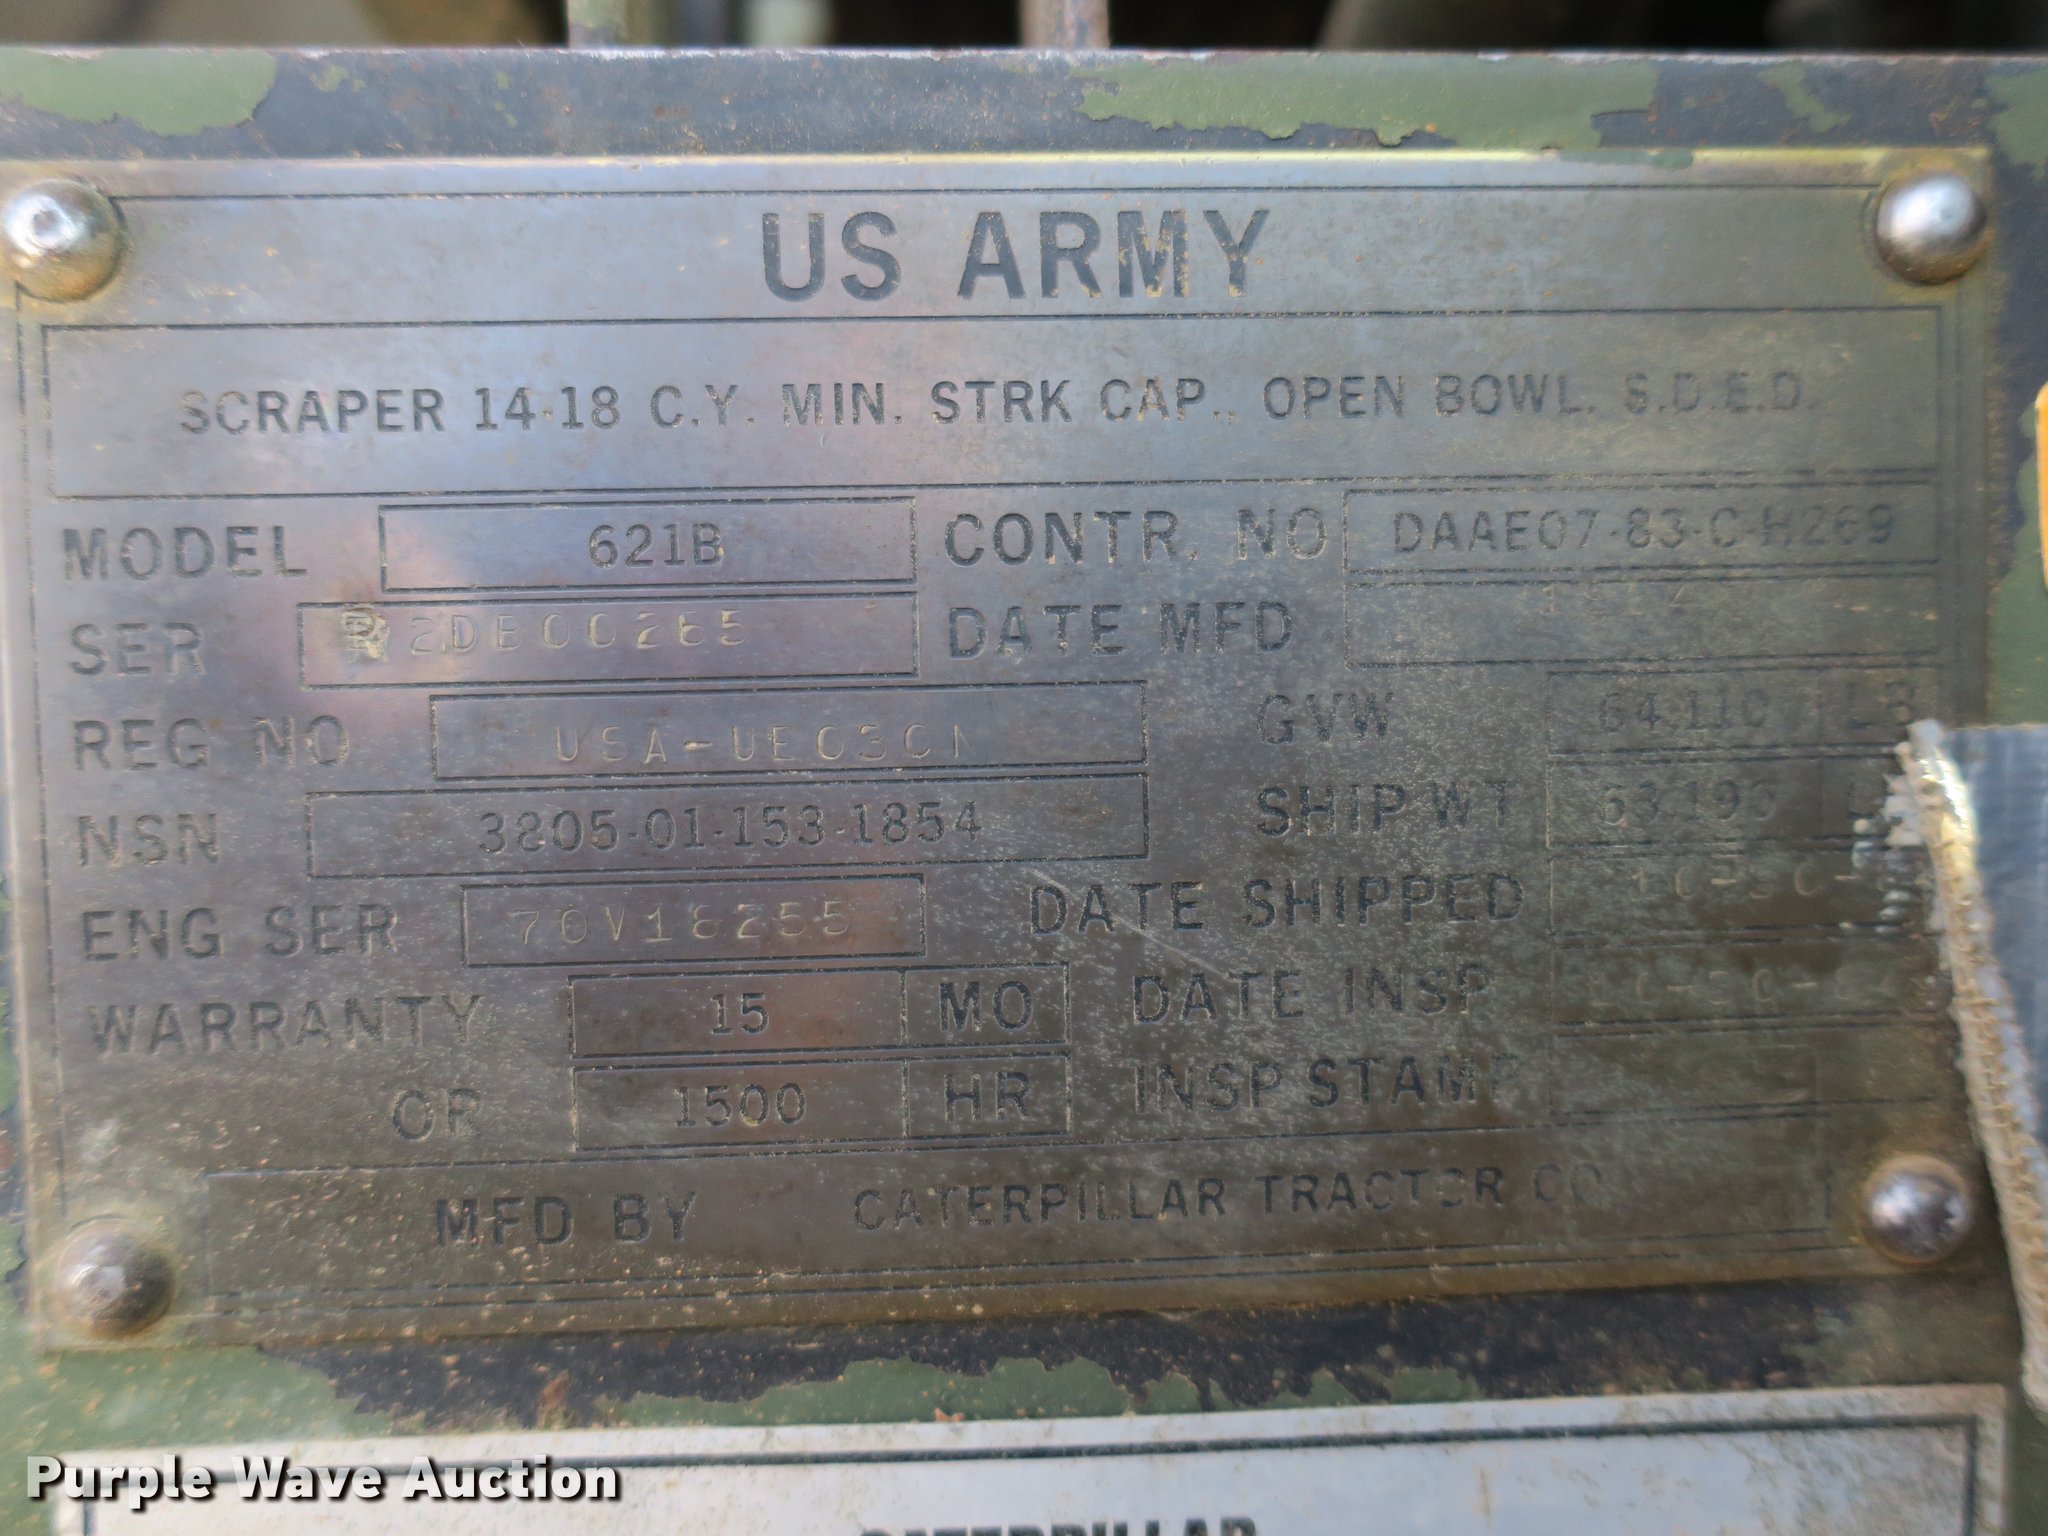 US ARMY
SCRAPER 14-18 C.Y. MIN. STRK CAP., OPEN BOWL. S.D.E.D.
MODEL 621B CONTR. NO DAAE07-83-C-H269
SER DATE MFD
REG NO GVW
NSN 3805-01-153-1854 SHIP WT
ENG SER 70V18255 DATE SHIPPED
WARRANTY 15 MO DATE INSP
OR 1500 HR INSP STAMP
MFD BY CATERPILLAR TRACTOR CO
CATERPILLAR
Purple Wave Auction